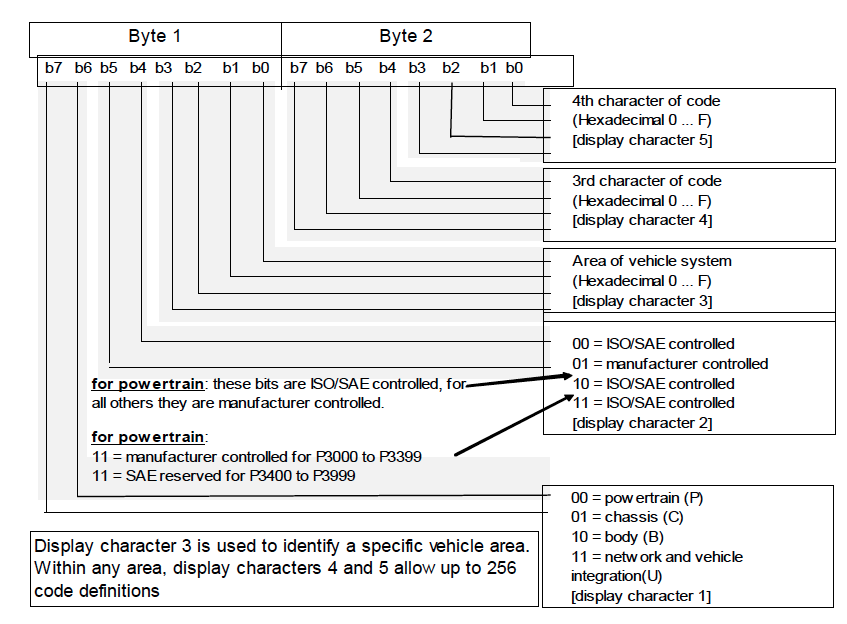 Byte 1 Byte 2
b7 b6 b5 b4 b3 b2 b1 b0 b7 b6 b5 b4 b3 b2 b1 b0
4th character of code
(Hexadecimal 0 ... F)
[display character 5]
3rd character of code
(Hexadecimal 0 ... F)
[display character 4]
Area of vehicle system
(Hexadecimal 0 ... F)
[display character 3]
00 = ISO/SAE controlled
01 = manufacturer controlled
10 = ISO/SAE controlled
11 = ISO/SAE controlled
[display character 2]
for powertrain: these bits are ISO/SAE controlled, for
all others they are manufacturer controlled.
for powertrain:
11 = manufacturer controlled for P3000 to P3399
11 = SAE reserved for P3400 to P3999
00 = powertrain (P)
01 = chassis (C)
10 = body (B)
11 = network and vehicle
integration(U)
[display character 1]
Display character 3 is used to identify a specific vehicle area.
Within any area, display characters 4 and 5 allow up to 256
code definitions